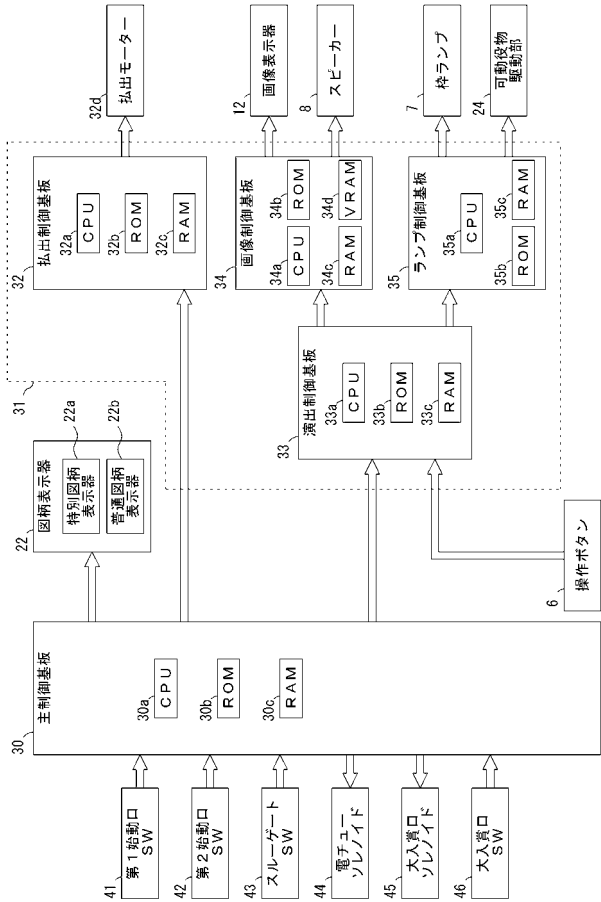 41
第1始動口
SW
42
第2始動口
SW
43
スルーゲート
SW
44
電チュー
ソレノイド
45
大入賞口
ソレノイド
46
大入賞口
SW
30
主制御基板
30a
CPU
30b
ROM
30c
RAM
6
操作ボタン
22
図柄表示器
22a
特別図柄
表示器
22b
普通図柄
表示器
31
32
払出制御基板
32a
CPU
32b
ROM
32c
RAM
33
演出制御基板
33a
CPU
33b
ROM
33c
RAM
34
画像制御基板
34a
CPU
34b
ROM
34c
RAM
34d
VRAM
35
ランプ制御基板
35a
CPU
35b
ROM
35c
RAM
32d
払出モーター
12
画像表示器
8
スピーカー
7
枠ランプ
24
可動役物
駆動部